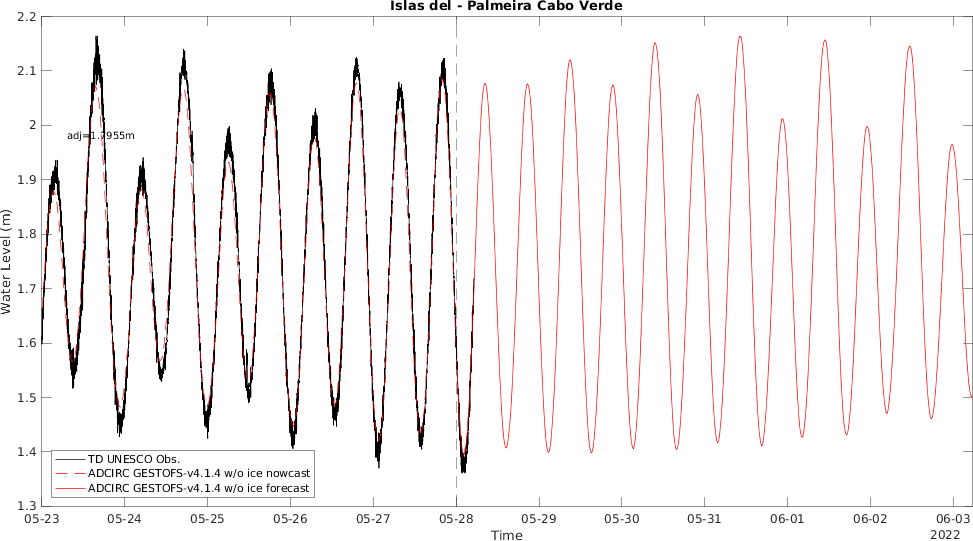 Islas del - Palmeira Cabo Verde
2.2
2.1
2
1.9
1.8
1.7
1.6
1.5
1.4
1.3
Water Level (m)
adj=1.7955m
TD UNESCO Obs.
ADCIRC GESTOFS-v4.1.4 w/o ice nowcast
ADCIRC GESTOFS-v4.1.4 w/o ice forecast
05-23 05-24 05-25 05-26 05-27 05-28 05-29 05-30 05-31 06-01 06-02 06-03
Time
2022